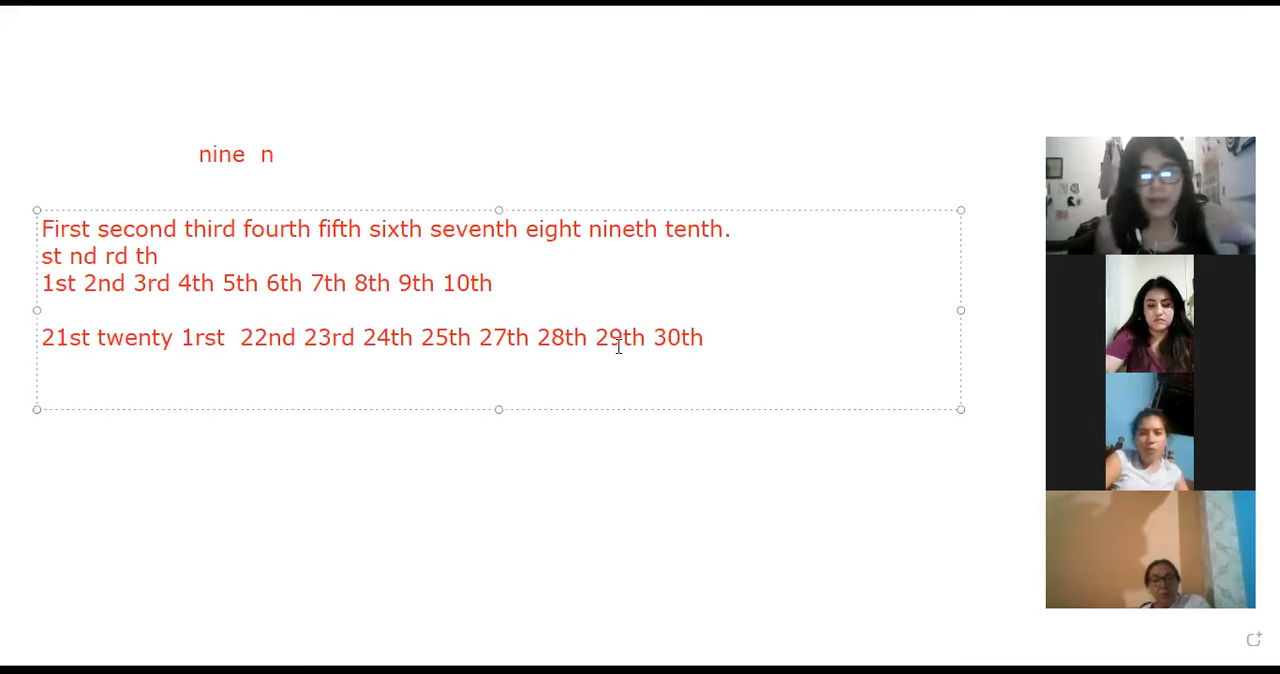 nine n
First second third fourth fifth sixth seventh eight nineth tenth.
st nd rd th
1st 2nd 3rd 4th 5th 6th 7th 8th 9th 10th
21st twenty 1rst 22nd 23rd 24th 25th 27th 28th 29th 30th